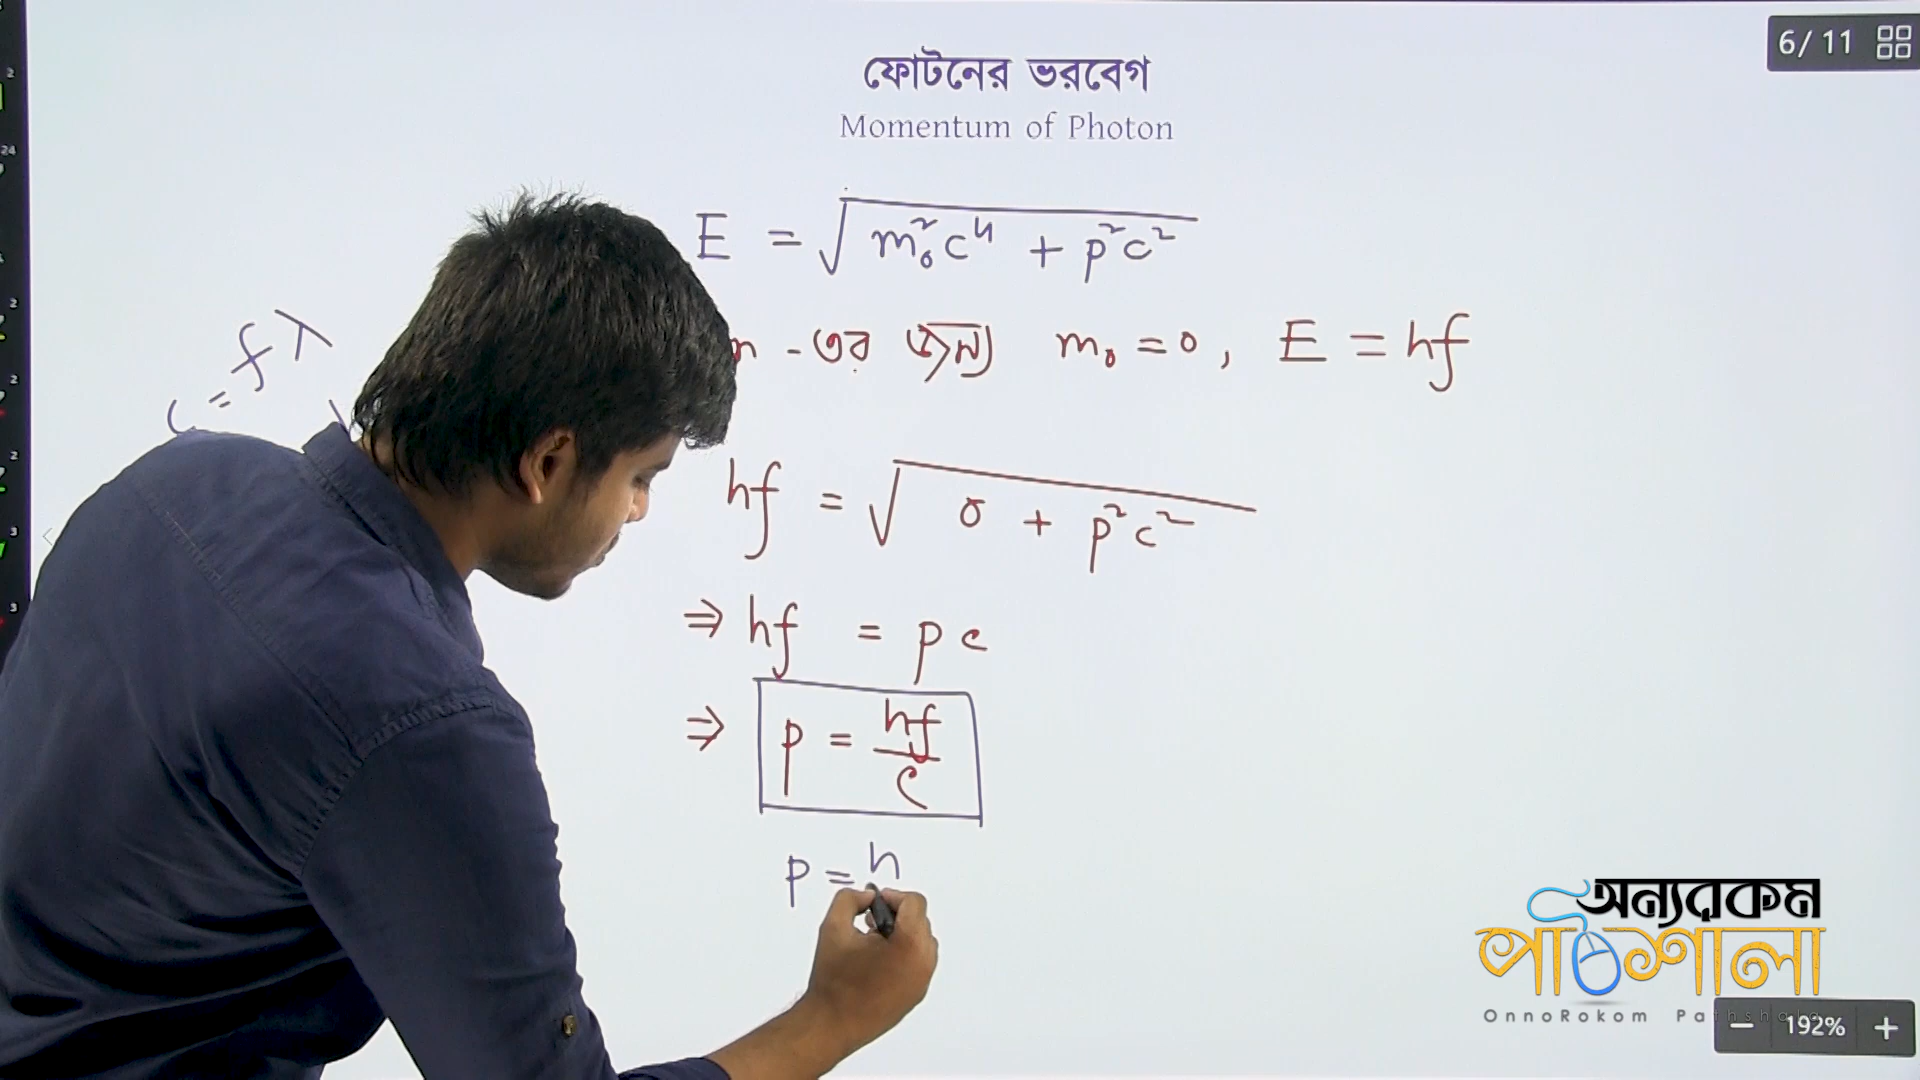 6/ 11
ফোটনের ভরবেগ
Momentum of Photon
E = √(m₀²c⁴ + p²c²)
c = fλ
-এর জন্য m₀ = 0, E = hf
hf = √(0 + p²c²)
⇒ hf = pc
⇒ p = hf/c
p = h
অন্যরকম
পাঠশালা
OnnoRokom Pathshala
192%